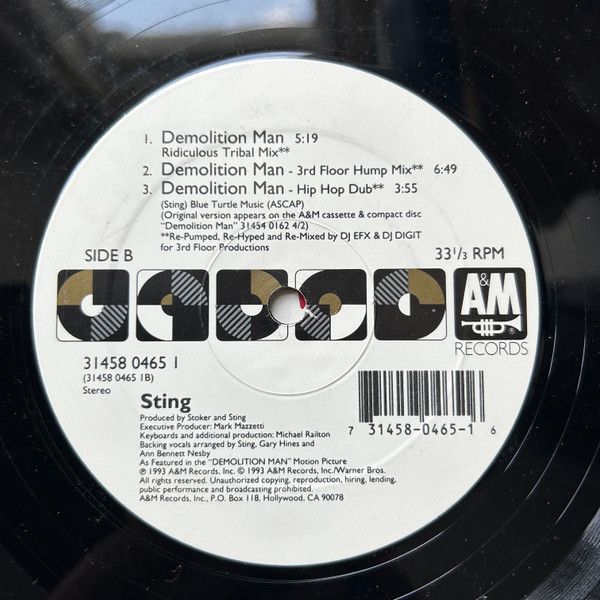 1. Demolition Man 5:19
Ridiculous Tribal Mix**
2. Demolition Man - 3rd Floor Hump Mix** 6:49
3. Demolition Man - Hip Hop Dub** 3:55
(Sting) Blue Turtle Music (ASCAP)
(Original version appears on the A&M cassette & compact disc
"Demolition Man" 31454 0162 4/2)
**Re-Pumped, Re-Hyped and Re-Mixed by DJ EFX & DJ DIGIT
for 3rd Floor Productions
SIDE B
33 1/3 RPM
A&M
®
RECORDS
31458 0465 1
(31458 0465 1B)
Stereo
Sting
Produced by Stoker and Sting
Executive Producer: Mark Mazzetti
Keyboards and additional production: Michael Railton
Backing vocals arranged by Sting, Gary Hines and
Ann Bennett Nesby
As Featured in the "DEMOLITION MAN" Motion Picture
℗ 1993 A&M Records, Inc. © 1993 A&M Records, Inc./Warner Bros.
All rights reserved. Unauthorized copying, reproduction, hiring, lending,
public performance and broadcasting prohibited.
A&M Records, Inc., P.O. Box 118, Hollywood, CA 90078
7 31458-0465-1 6